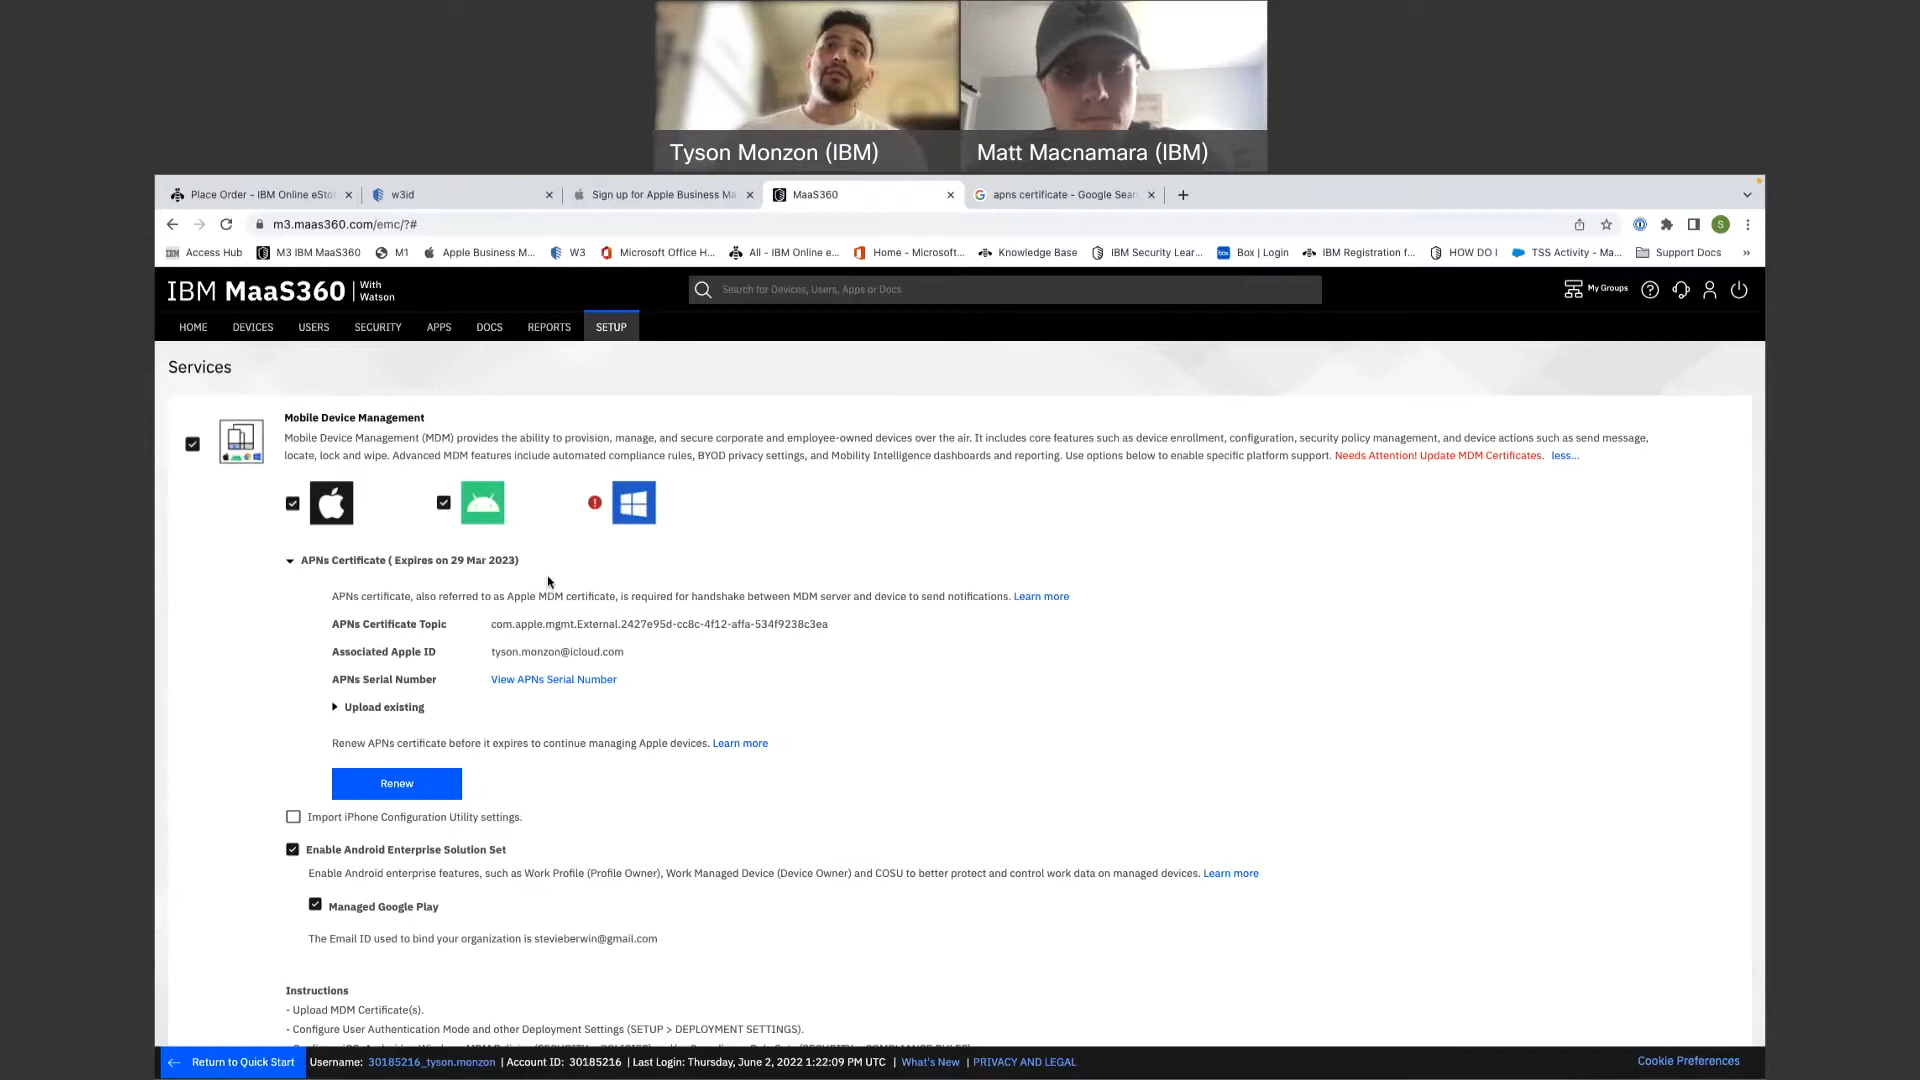 Tyson Monzon (IBM)
Matt Macnamara (IBM)
Place Order - IBM Online eSto
w3id
Sign up for Apple Business Ma
MaaS360
apns certificate - Google Sear
m3.maas360.com/emc/?#
S
Access Hub
M3 IBM MaaS360
M1
Apple Business M...
W3
Microsoft Office H...
All - IBM Online e...
Home - Microsoft...
Knowledge Base
IBM Security Lear...
Box | Login
IBM Registration f...
HOW DO I
TSS Activity - Ma...
Support Docs
»
IBM MaaS360 | With Watson
Search for Devices, Users, Apps or Docs
My Groups
HOME DEVICES USERS SECURITY APPS DOCS REPORTS SETUP
Services
Mobile Device Management
Mobile Device Management (MDM) provides the ability to provision, manage, and secure corporate and employee-owned devices over the air. It includes core features such as device enrollment, configuration, security policy management, and device actions such as send message,
locate, lock and wipe. Advanced MDM features include automated compliance rules, BYOD privacy settings, and Mobility Intelligence dashboards and reporting. Use options below to enable specific platform support. Needs Attention! Update MDM Certificates. less...
APNs Certificate ( Expires on 29 Mar 2023)
APNs certificate, also referred to as Apple MDM certificate, is required for handshake between MDM server and device to send notifications. Learn more
APNs Certificate Topic com.apple.mgmt.External.2427e95d-cc8c-4f12-affa-534f9238c3ea
Associated Apple ID tyson.monzon@icloud.com
APNs Serial Number View APNs Serial Number
Upload existing
Renew APNs certificate before it expires to continue managing Apple devices. Learn more
Renew
Import iPhone Configuration Utility settings.
Enable Android Enterprise Solution Set
Enable Android enterprise features, such as Work Profile (Profile Owner), Work Managed Device (Device Owner) and COSU to better protect and control work data on managed devices. Learn more
Managed Google Play
The Email ID used to bind your organization is stevieberwin@gmail.com
Instructions
- Upload MDM Certificate(s).
- Configure User Authentication Mode and other Deployment Settings (SETUP > DEPLOYMENT SETTINGS).
Return to Quick Start Username: 30185216_tyson.monzon | Account ID: 30185216 | Last Login: Thursday, June 2, 2022 1:22:09 PM UTC | What's New | PRIVACY AND LEGAL
Cookie Preferences